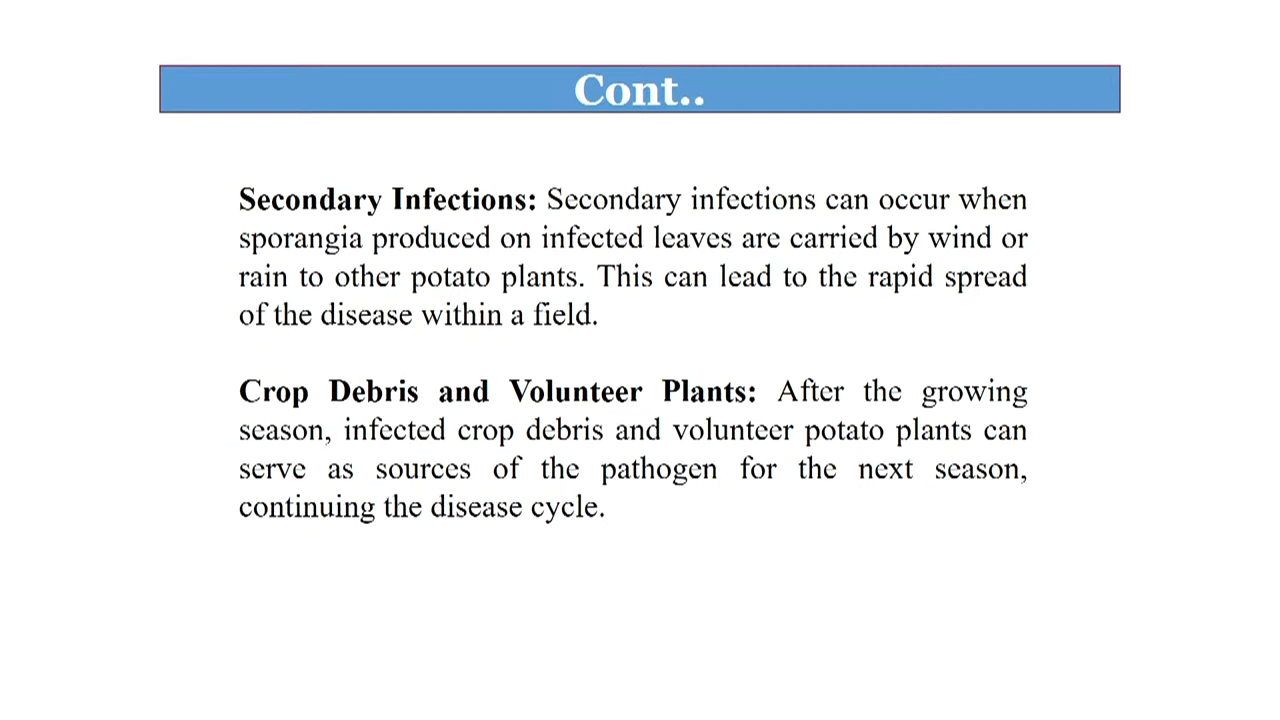 Cont..
Secondary Infections: Secondary infections can occur when
sporangia produced on infected leaves are carried by wind or
rain to other potato plants. This can lead to the rapid spread
of the disease within a field.
Crop Debris and Volunteer Plants: After the growing
season, infected crop debris and volunteer potato plants can
serve as sources of the pathogen for the next season,
continuing the disease cycle.